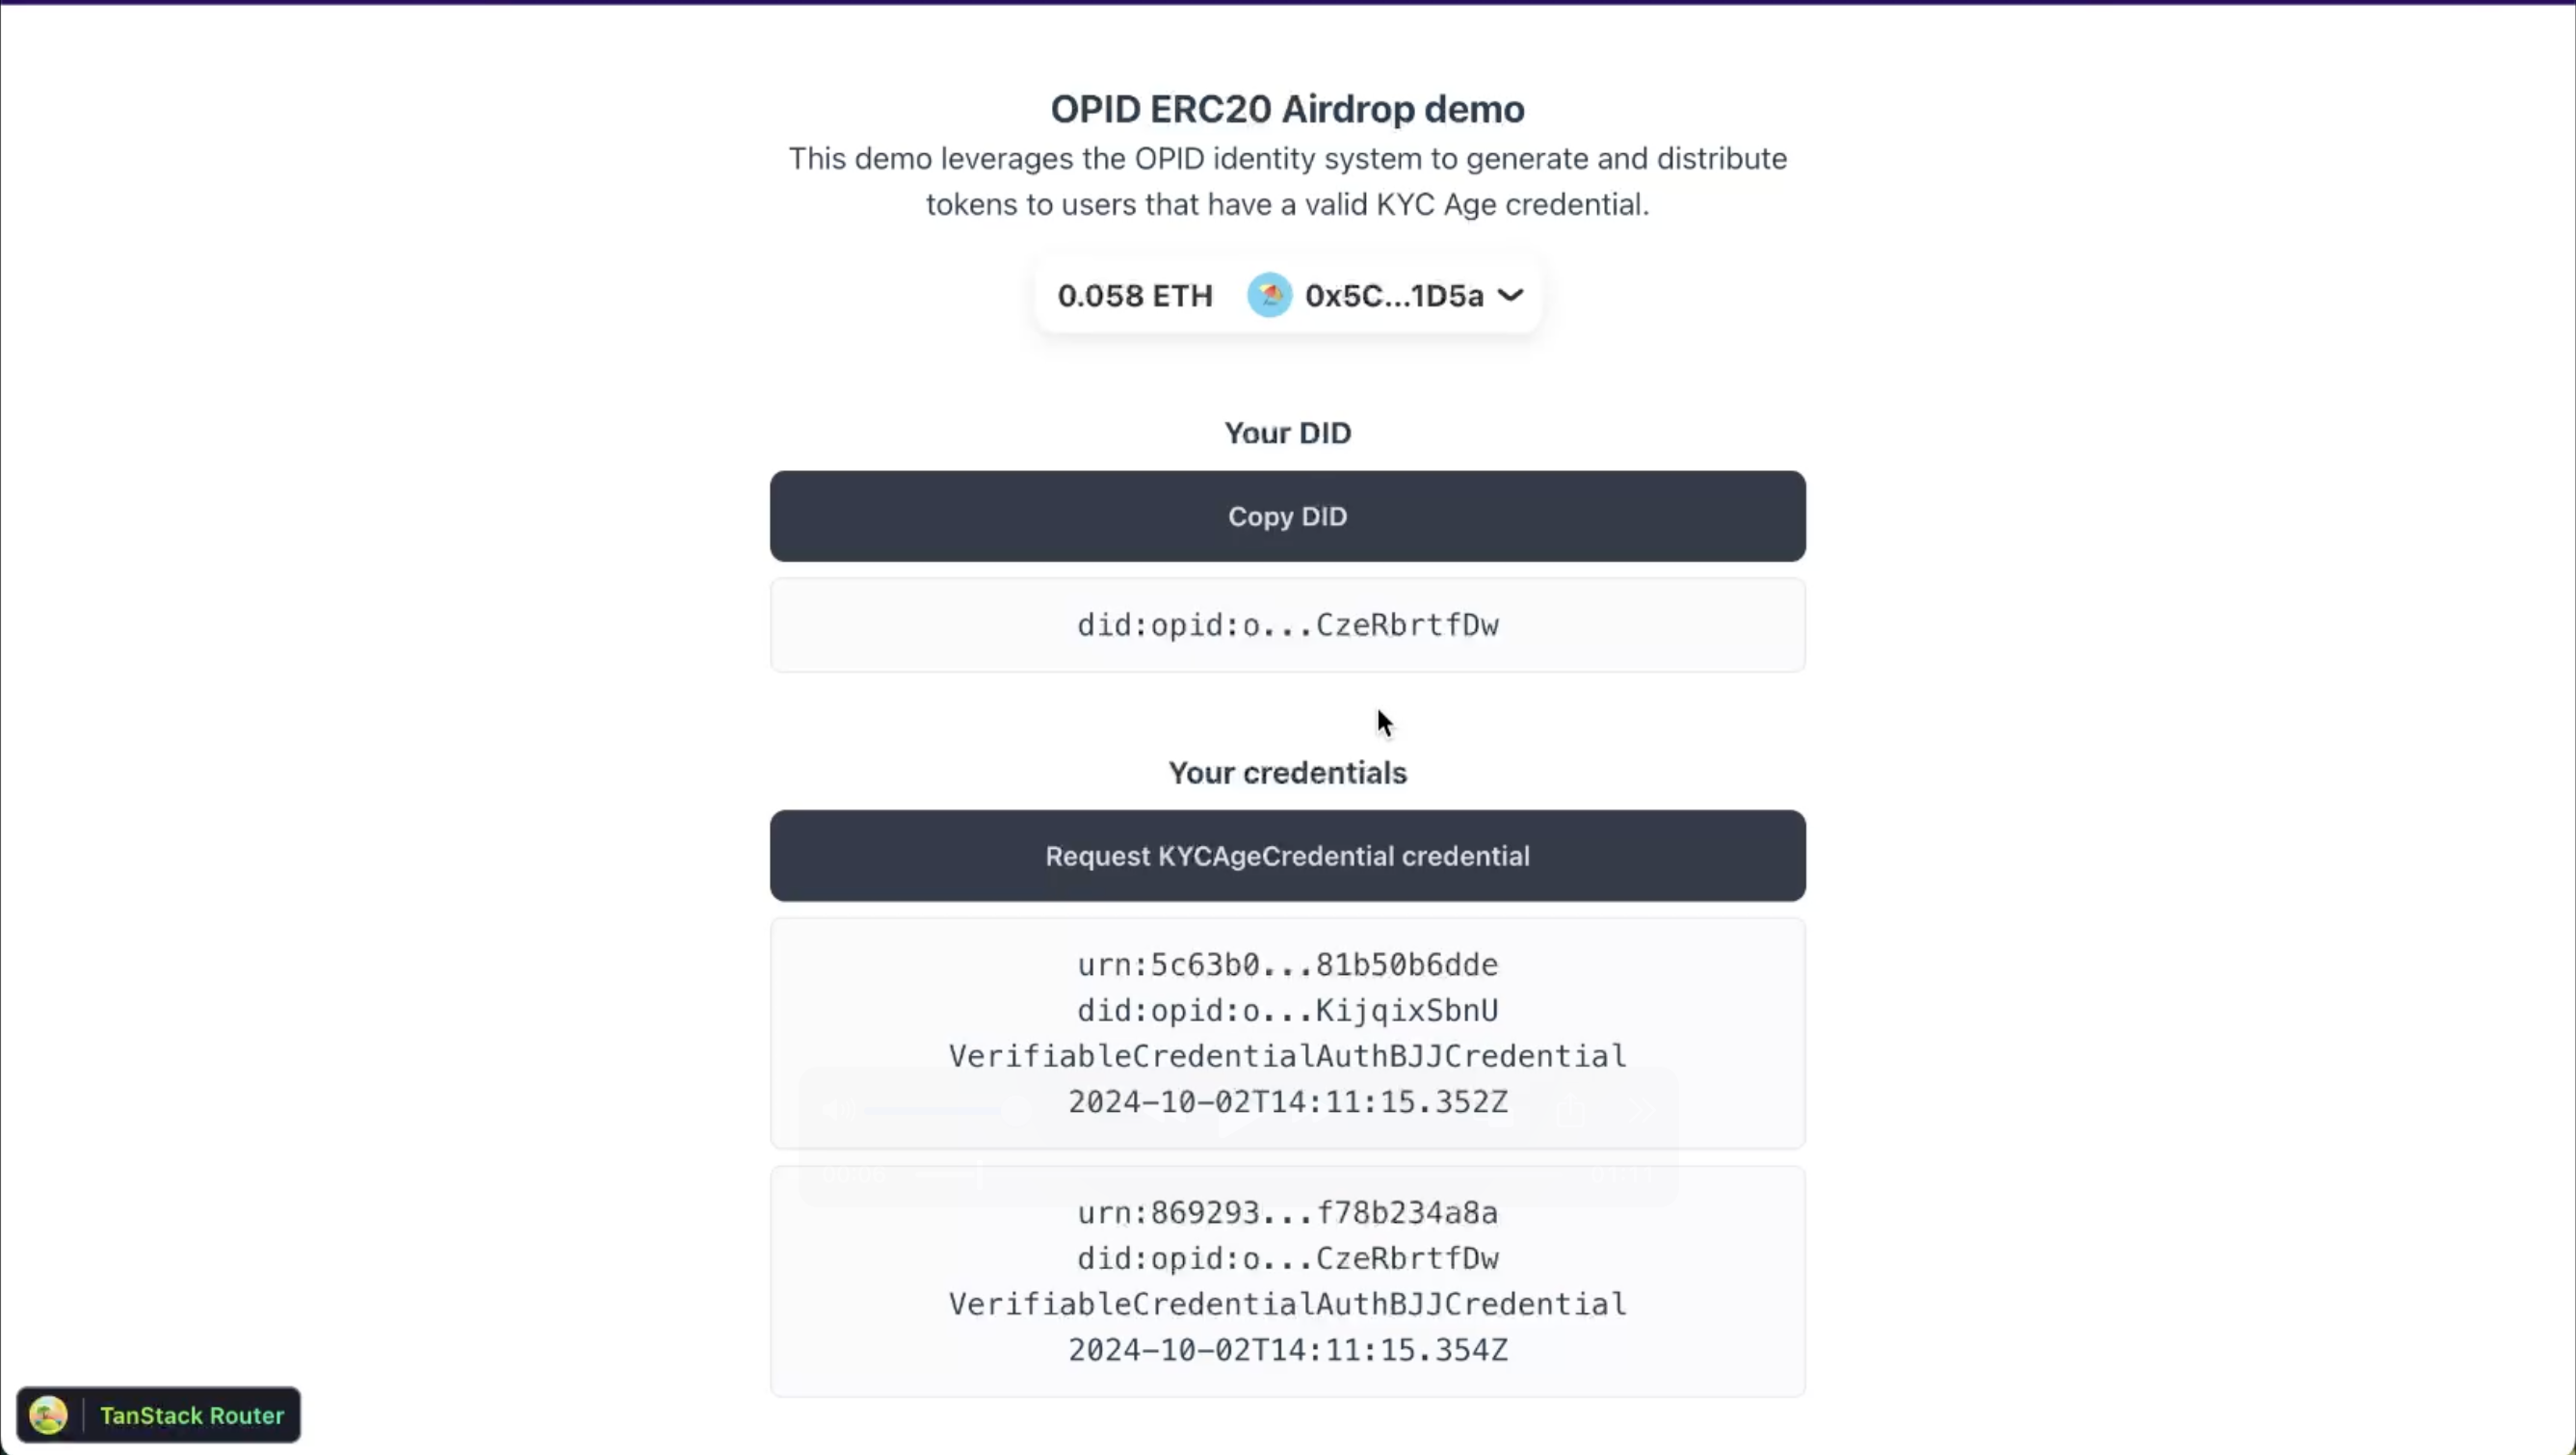 OPID ERC20 Airdrop demo
This demo leverages the OPID identity system to generate and distribute
tokens to users that have a valid KYC Age credential.
0.058 ETH 0x5C...1D5a
Your DID
Copy DID
did:opid:o...CzeRbrtfDw
Your credentials
Request KYCAgeCredential credential
urn:5c63b0...81b50b6dde
did:opid:o...KijqixSbnU
VerifiableCredentialAuthBJJCredential
2024-10-02T14:11:15.352Z
urn:869293...f78b234a8a
did:opid:o...CzeRbrtfDw
VerifiableCredentialAuthBJJCredential
2024-10-02T14:11:15.354Z
TanStack Router